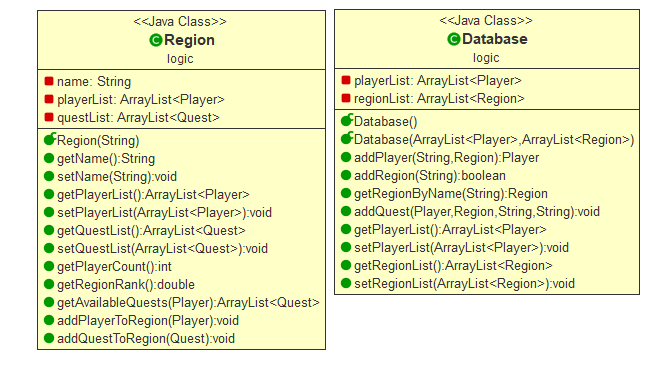 <<Java Class>>
Region
logic
name: String
playerList: ArrayList<Player>
questList: ArrayList<Quest>
Region(String)
getName():String
setName(String):void
getPlayerList():ArrayList<Player>
setPlayerList(ArrayList<Player>):void
getQuestList():ArrayList<Quest>
setQuestList(ArrayList<Quest>):void
getPlayerCount():int
getRegionRank():double
getAvailableQuests(Player):ArrayList<Quest>
addPlayerToRegion(Player):void
addQuestToRegion(Quest):void
<<Java Class>>
Database
logic
playerList: ArrayList<Player>
regionList: ArrayList<Region>
Database()
Database(ArrayList<Player>,ArrayList<Region>)
addPlayer(String,Region):Player
addRegion(String):boolean
getRegionByName(String):Region
addQuest(Player,Region,String,String):void
getPlayerList():ArrayList<Player>
setPlayerList(ArrayList<Player>):void
getRegionList():ArrayList<Region>
setRegionList(ArrayList<Region>):void